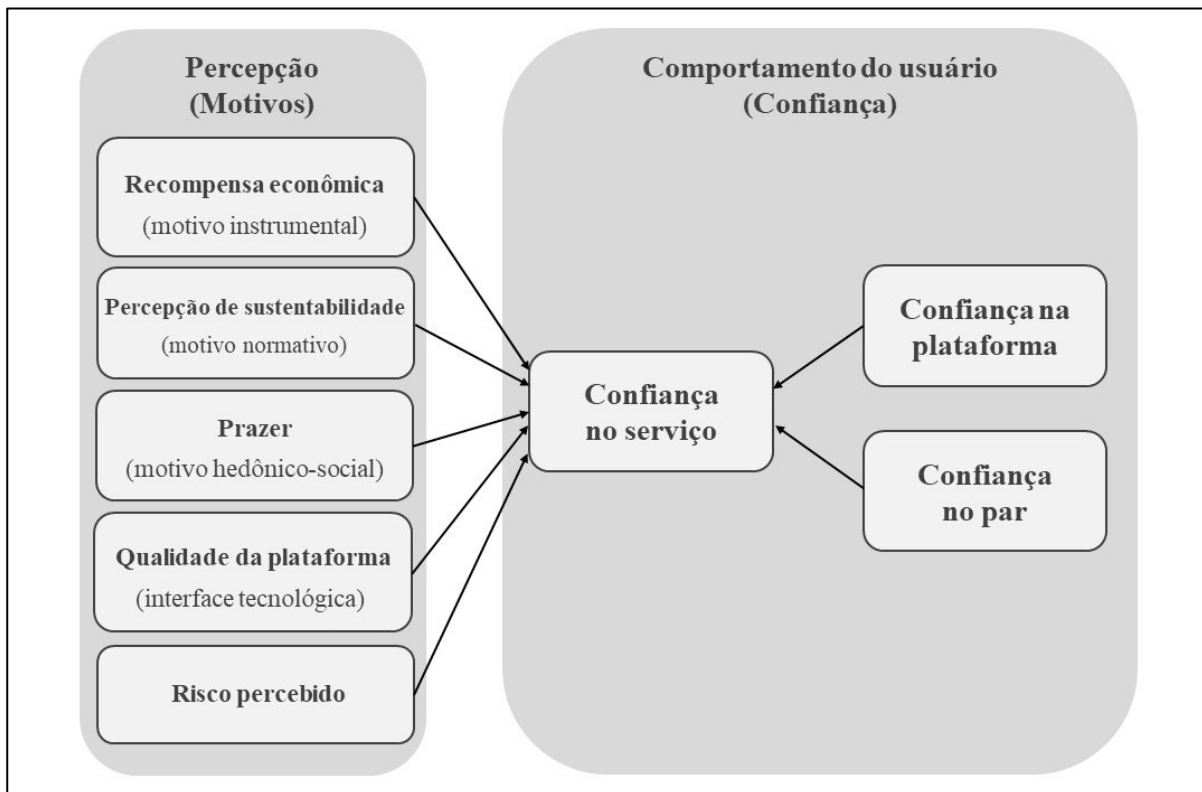 Percepção
(Motivos)
Recompensa econômica
(motivo instrumental)
Percepção de sustentabilidade
(motivo normativo)
Prazer
(motivo hedônico-social)
Qualidade da plataforma
(interface tecnológica)
Risco percebido
Comportamento do usuário
(Confiança)
Confiança
no serviço
Confiança na
plataforma
Confiança
no par